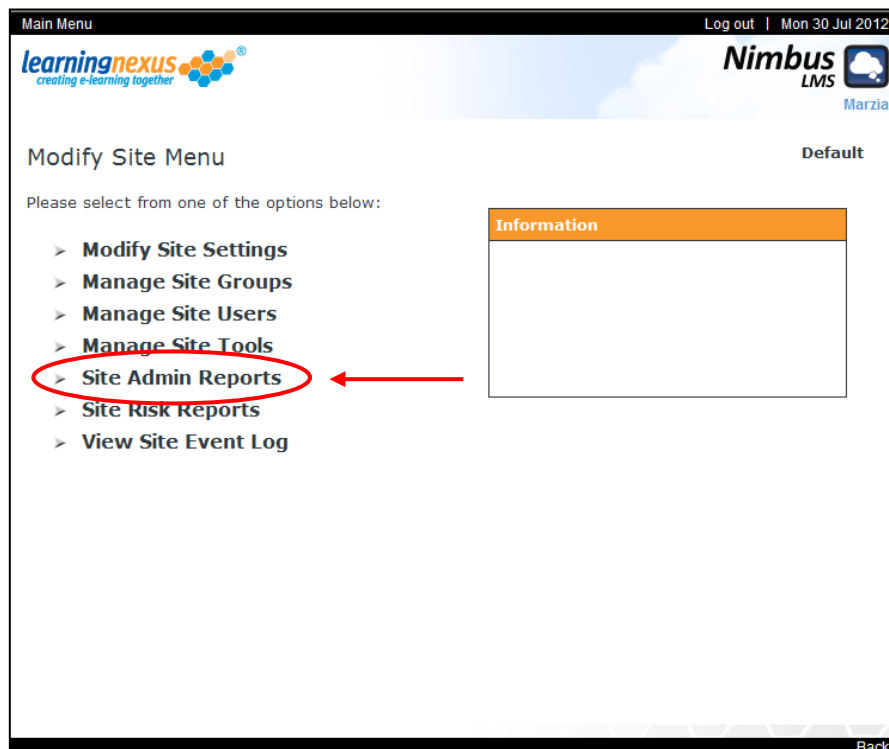 Main Menu
Log out | Mon 30 Jul 2012
learningnexus®
creating e-learning together
Nimbus
LMS
Marzia
Modify Site Menu
Default
Please select from one of the options below:
Information
Modify Site Settings
Manage Site Groups
Manage Site Users
Manage Site Tools
Site Admin Reports
Site Risk Reports
View Site Event Log
Back